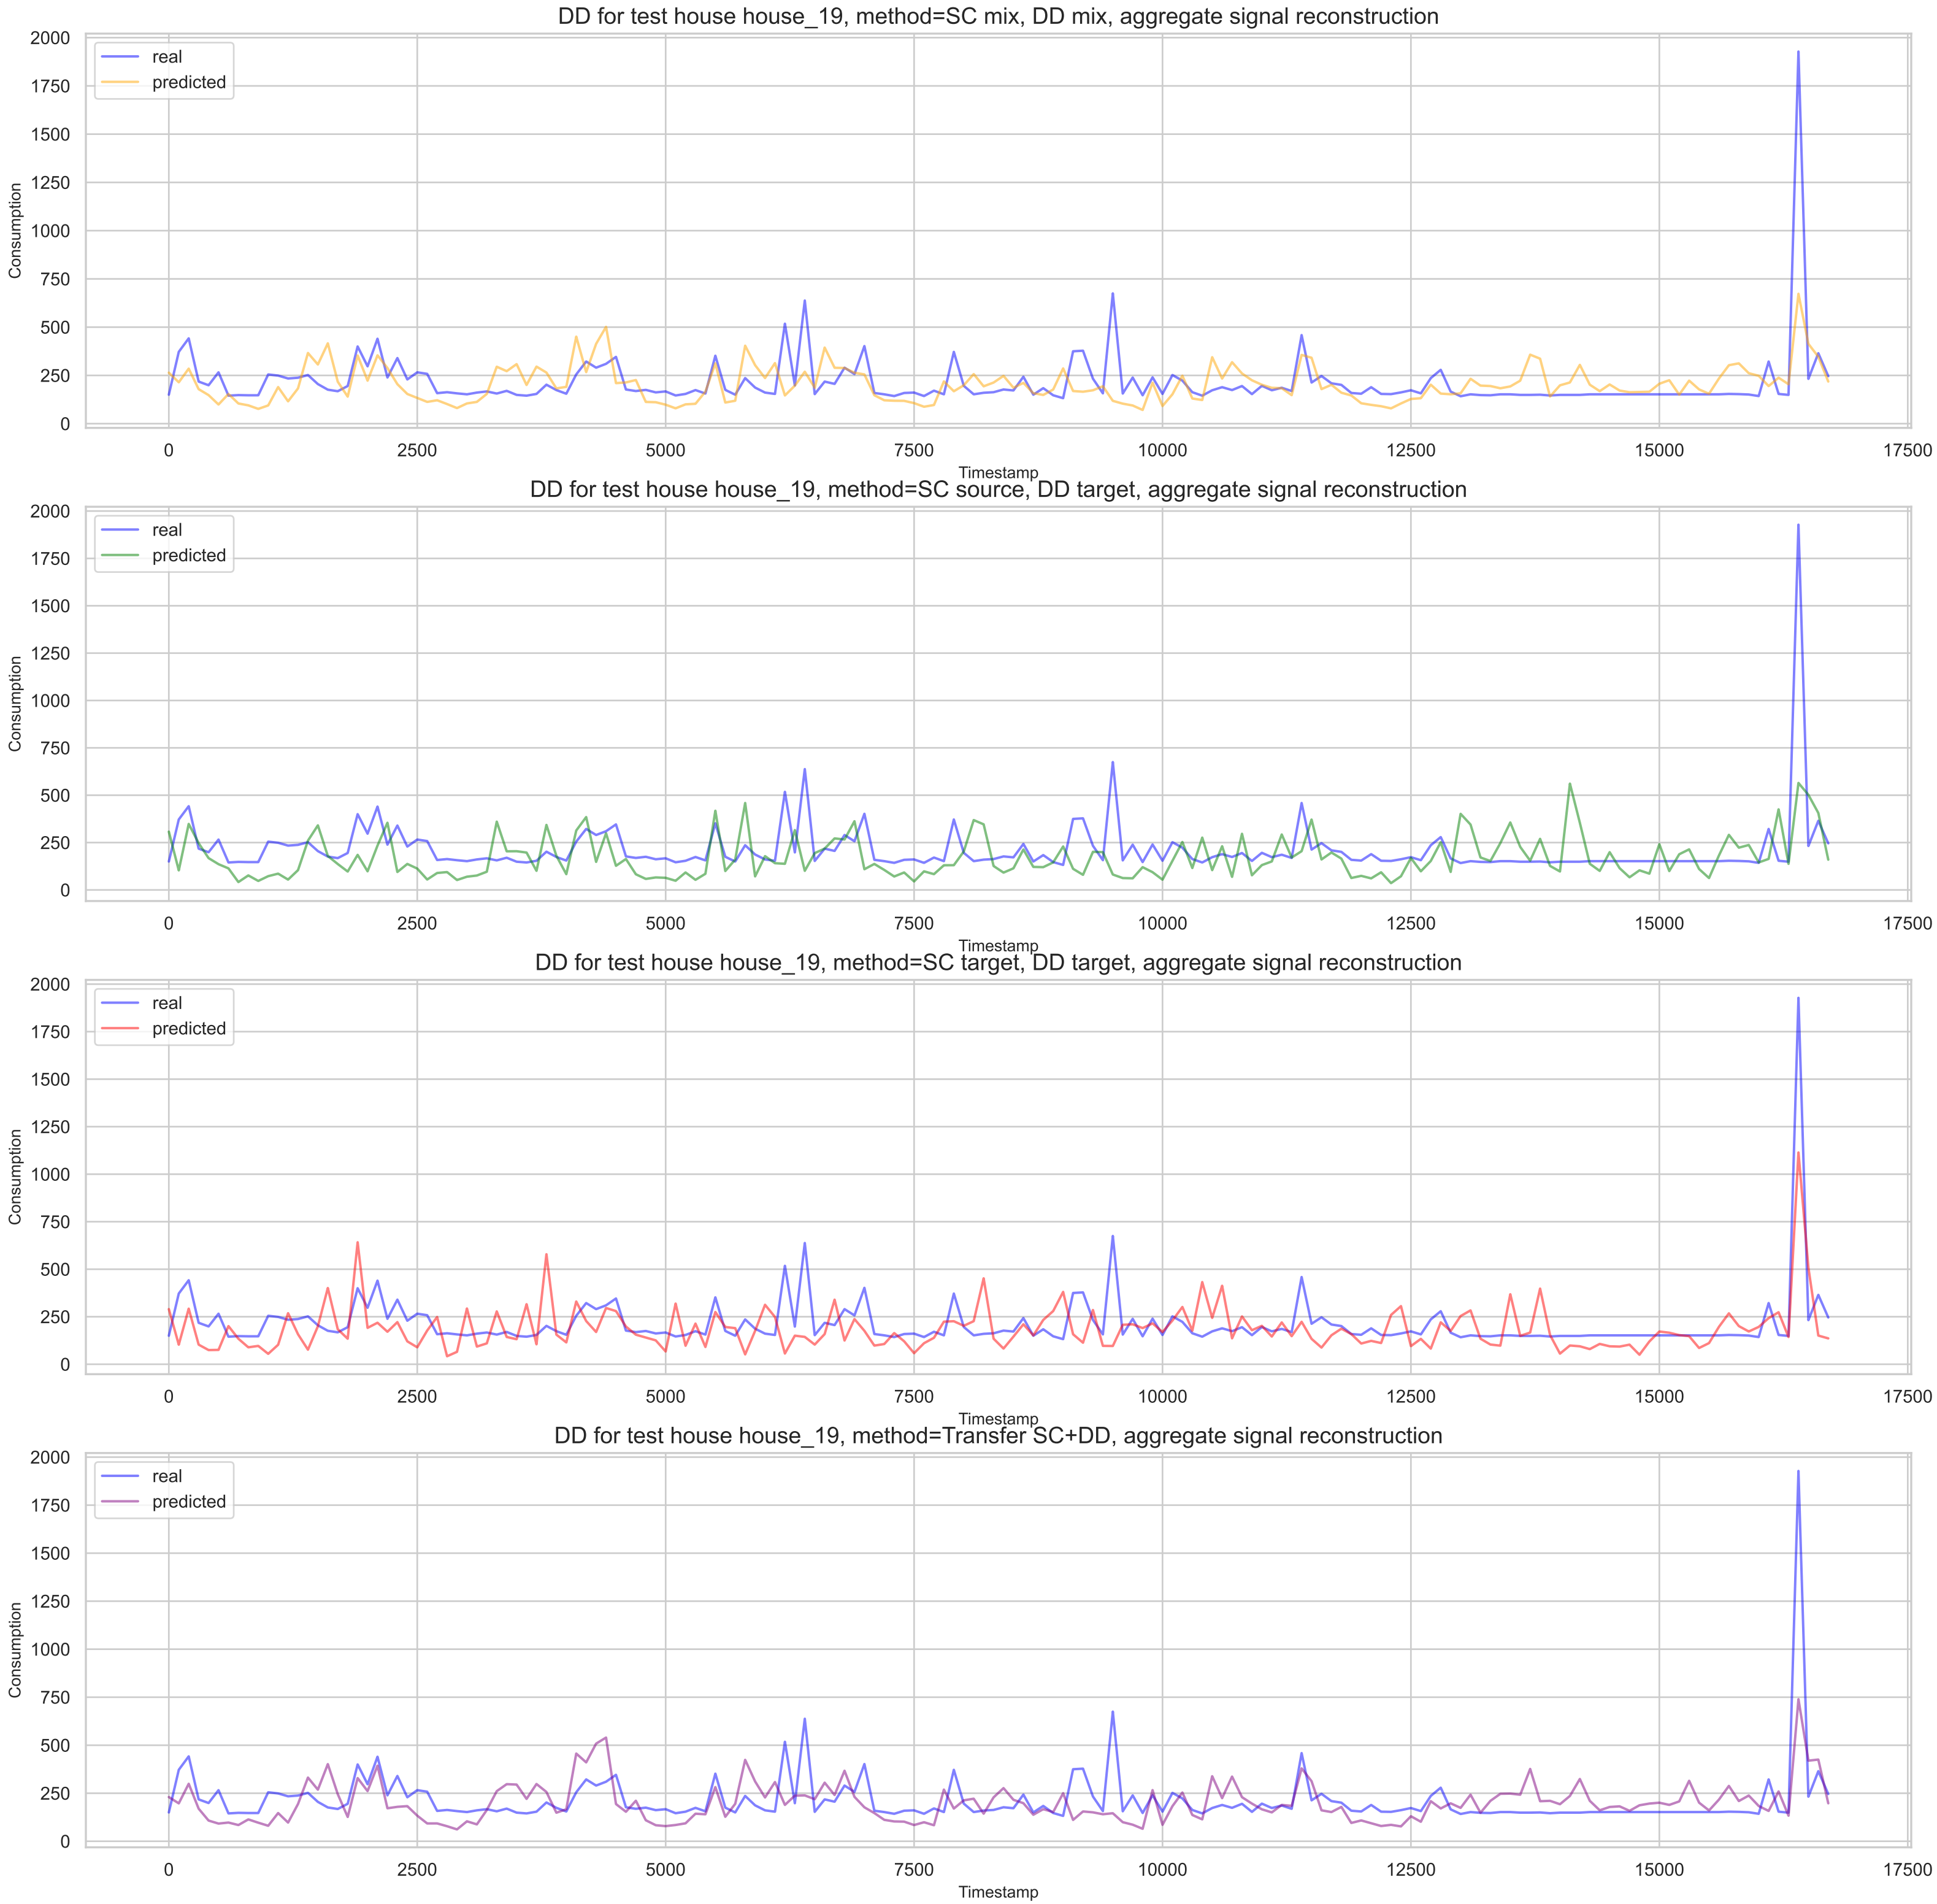 DD for test house house_19, method=SC mix, DD mix, aggregate signal reconstruction
2000
1750
1500
1250
1000
750
500
250
0
Consumption
real
predicted
0 2500 5000 7500 10000 12500 15000 17500
Timestamp
DD for test house house_19, method=SC source, DD target, aggregate signal reconstruction
2000
1750
1500
1250
1000
750
500
250
0
Consumption
real
predicted
0 2500 5000 7500 10000 12500 15000 17500
Timestamp
DD for test house house_19, method=SC target, DD target, aggregate signal reconstruction
2000
1750
1500
1250
1000
750
500
250
0
Consumption
real
predicted
0 2500 5000 7500 10000 12500 15000 17500
Timestamp
DD for test house house_19, method=Transfer SC+DD, aggregate signal reconstruction
2000
1750
1500
1250
1000
750
500
250
0
Consumption
real
predicted
0 2500 5000 7500 10000 12500 15000 17500
Timestamp